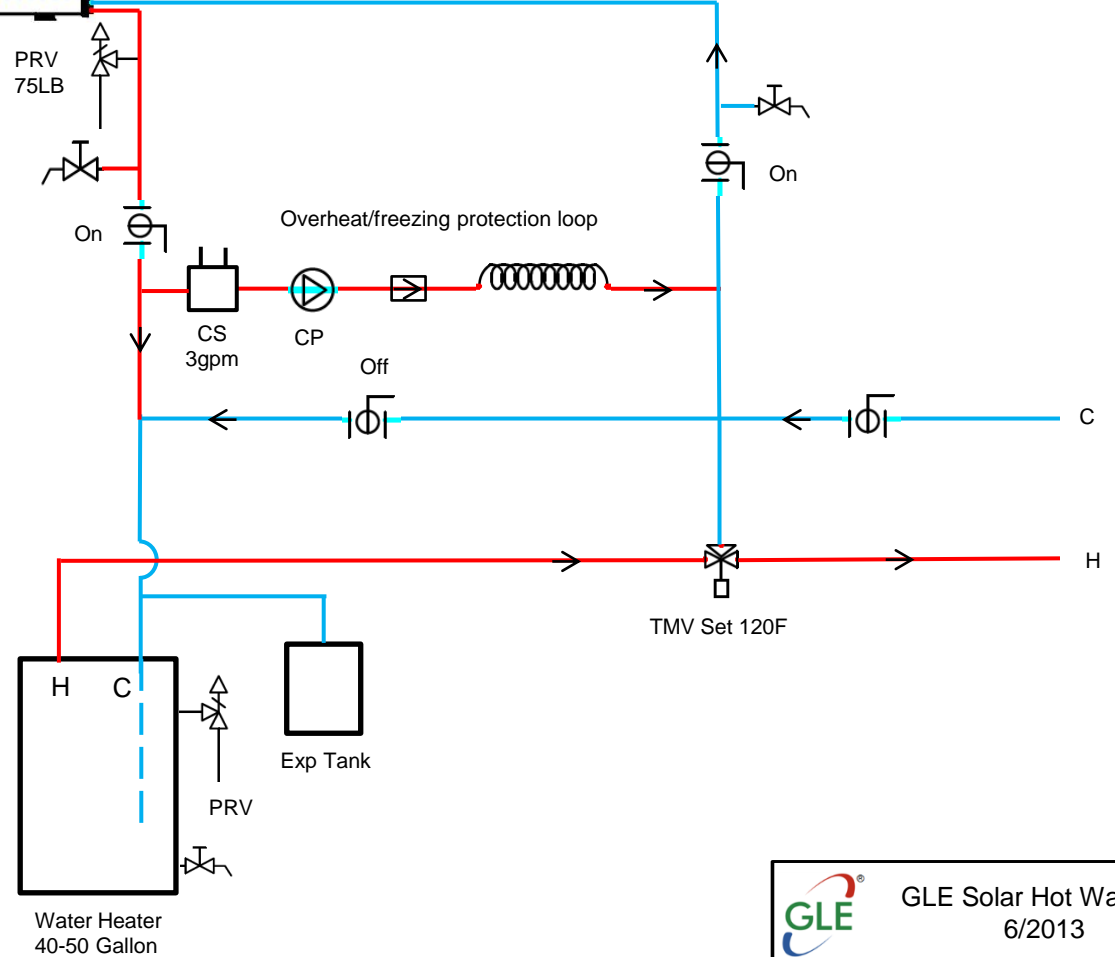 PRV
75LB
On
On
Overheat/freezing protection loop
CS
3gpm
CP
Off
C
H
TMV Set 120F
H C
Exp Tank
PRV
Water Heater
40-50 Gallon
GLE®
GLE Solar Hot
6/2013